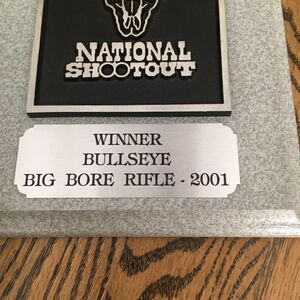 NATIONAL
SHOOTOUT
WINNER
BULLSEYE
BIG BORE RIFLE - 2001